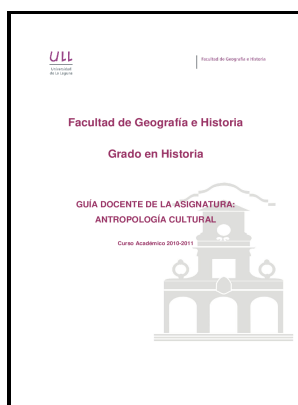 ULL
Universidad
de La Laguna
Facultad de Geografía e Historia
Facultad de Geografía e Historia
Grado en Historia
GUÍA DOCENTE DE LA ASIGNATURA:
ANTROPOLOGÍA CULTURAL
Curso Académico 2010-2011